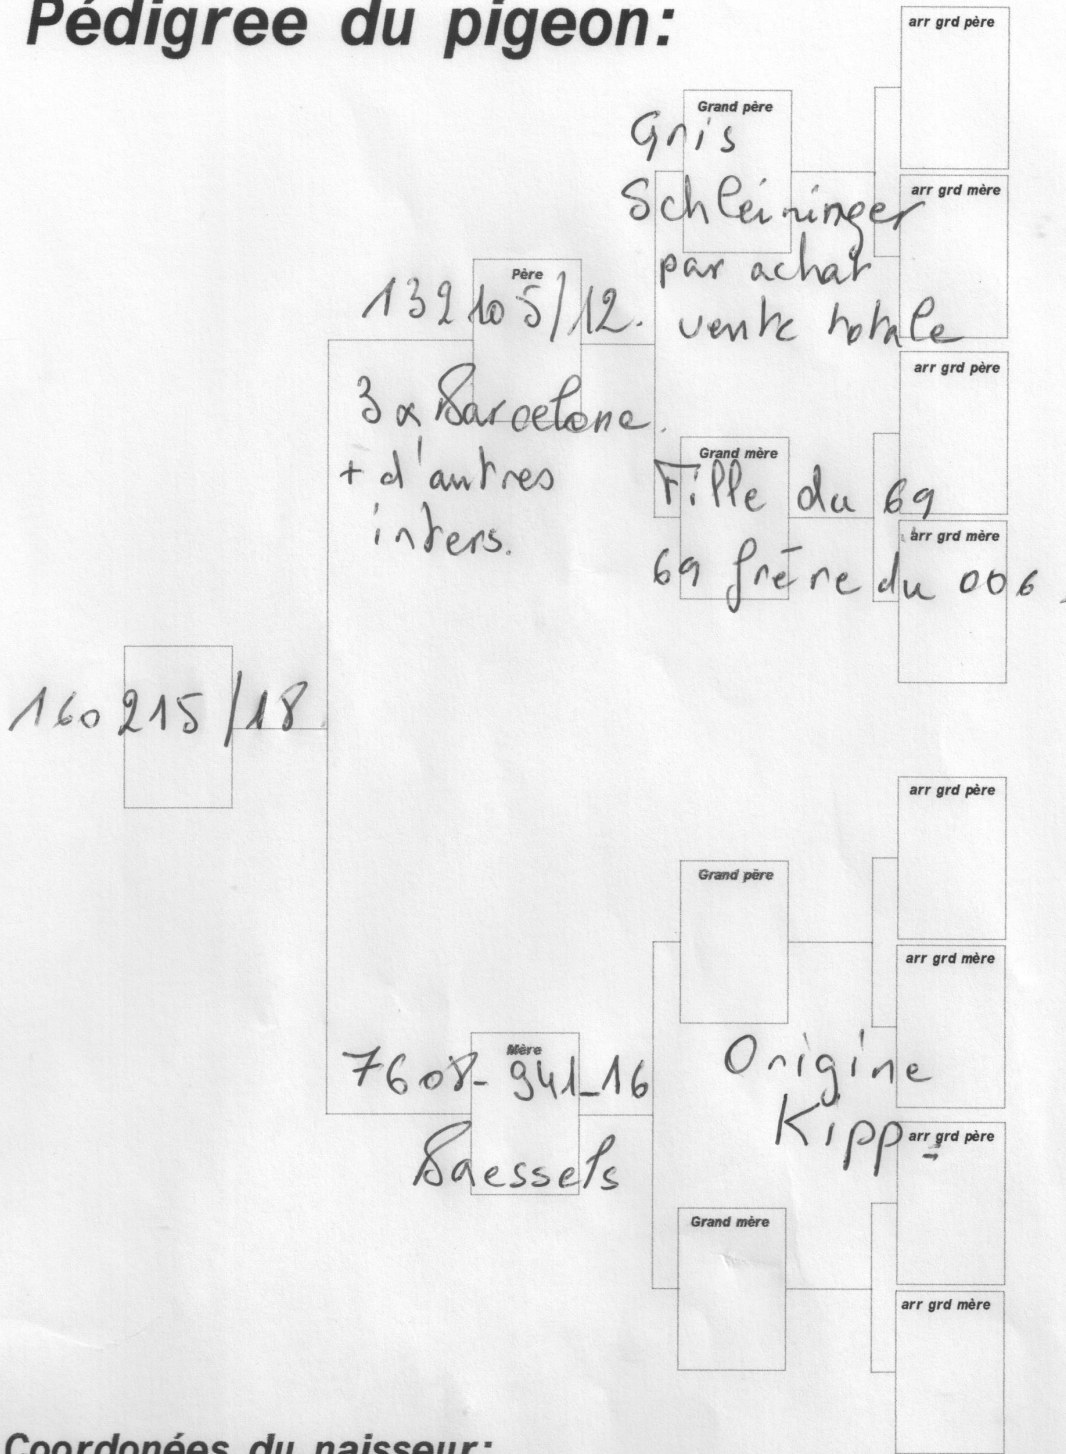 Pédigree du pigeon:
arr grd père
Grand père
Gris
Schleininger
arr grd mère
par achat
vente totale
Père
132105/12.
3 x Barcelone.
+ d'autres
inters.
arr grd père
Grand mère
Fille du 69
arr grd mère
69 frère du 006
160215/18
arr grd père
Grand père
arr grd mère
Mère
7608-941-16
Baessels
Origine
Kipp-
arr grd père
Grand mère
arr grd mère
Coordonées du naisseur: